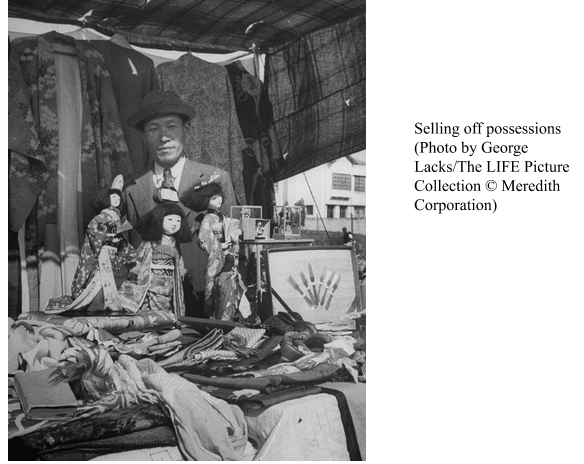 Selling off possessions
(Photo by George
Lacks/The LIFE Picture
Collection © Meredith
Corporation)